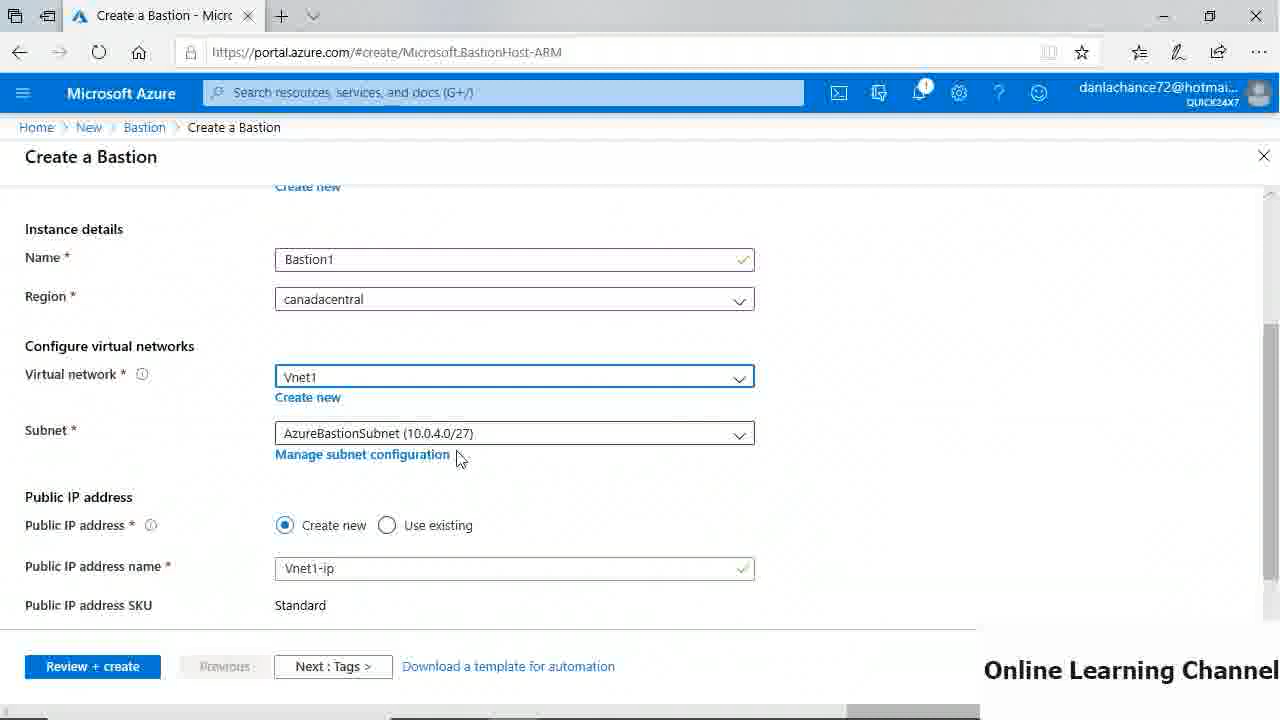 Create a Bastion - Micro
https://portal.azure.com/#create/Microsoft.BastionHost-ARM
Microsoft Azure
Search resources, services, and docs (G+/)
1
danlachance72@hotmai...
QUICK24X7
Home > New > Bastion > Create a Bastion
Create a Bastion
Create new
Instance details
Name *
Bastion1
Region *
canadacentral
Configure virtual networks
Virtual network *
Vnet1
Create new
Subnet *
AzureBastionSubnet (10.0.4.0/27)
Manage subnet configuration
Public IP address
Public IP address *
Create new
Use existing
Public IP address name *
Vnet1-ip
Public IP address SKU
Standard
Review + create
Previous
Next : Tags >
Download a template for automation
Online Learning Channel